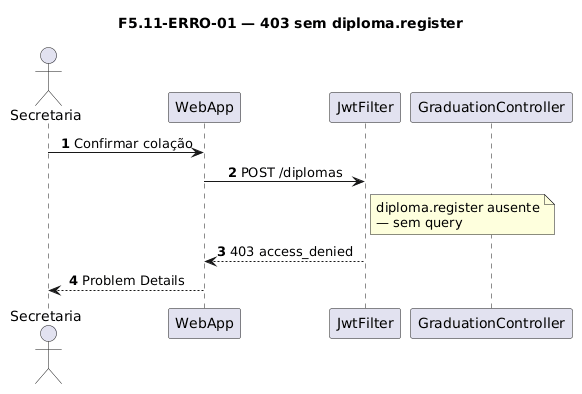 F5.11-ERRO-01 — 403 sem diploma.register
Secretaria
WebApp
JwtFilter
GraduationController
1 Confirmar colação
2 POST /diplomas
diploma.register ausente
— sem query
3 403 access_denied
4 Problem Details
Secretaria
WebApp
JwtFilter
GraduationController